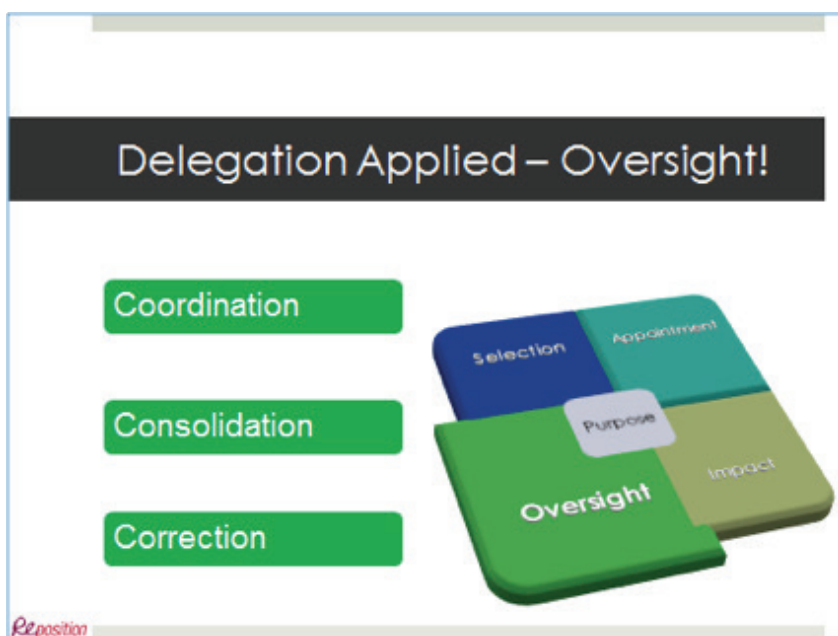 Delegation Applied – Oversight!
Coordination
Consolidation
Correction
Selection
Appointment
Purpose
Oversight
Impact
Reposition